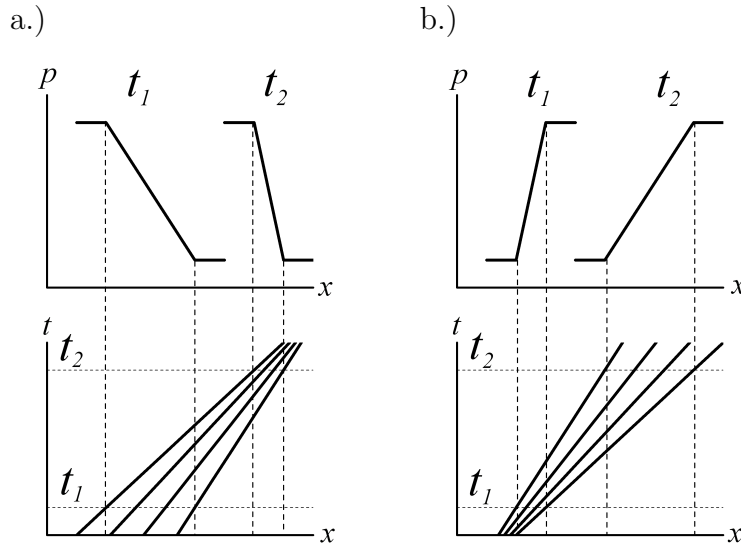 a.) b.)
p t₁ t₂ p t₁ t₂
x x
t t₂ t t₂
t₁ t₁
x x